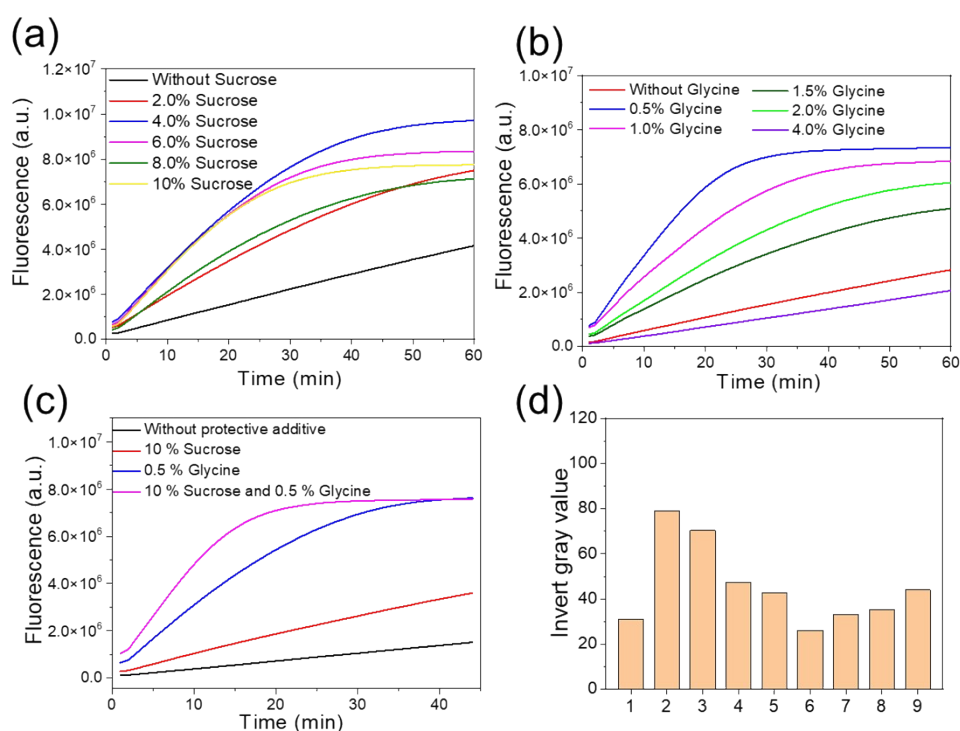 (a)
1.2×10⁷
1.0×10⁷
8.0×10⁶
6.0×10⁶
4.0×10⁶
2.0×10⁶
0.0
Fluorescence (a.u.)
Without Sucrose
2.0% Sucrose
4.0% Sucrose
6.0% Sucrose
8.0% Sucrose
10% Sucrose
0 10 20 30 40 50 60
Time (min)
(b)
1.0×10⁷
8.0×10⁶
6.0×10⁶
4.0×10⁶
2.0×10⁶
0.0
Fluorescence (a.u.)
Without Glycine
0.5% Glycine
1.0% Glycine
1.5% Glycine
2.0% Glycine
4.0% Glycine
0 10 20 30 40 50 60
Time (min)
(c)
1.0×10⁷
8.0×10⁶
6.0×10⁶
4.0×10⁶
2.0×10⁶
0.0
Fluorescence (a.u.)
Without protective additive
10 % Sucrose
0.5 % Glycine
10 % Sucrose and 0.5 % Glycine
0 10 20 30 40
Time (min)
(d)
120
100
80
60
40
20
0
Invert gray value
1 2 3 4 5 6 7 8 9